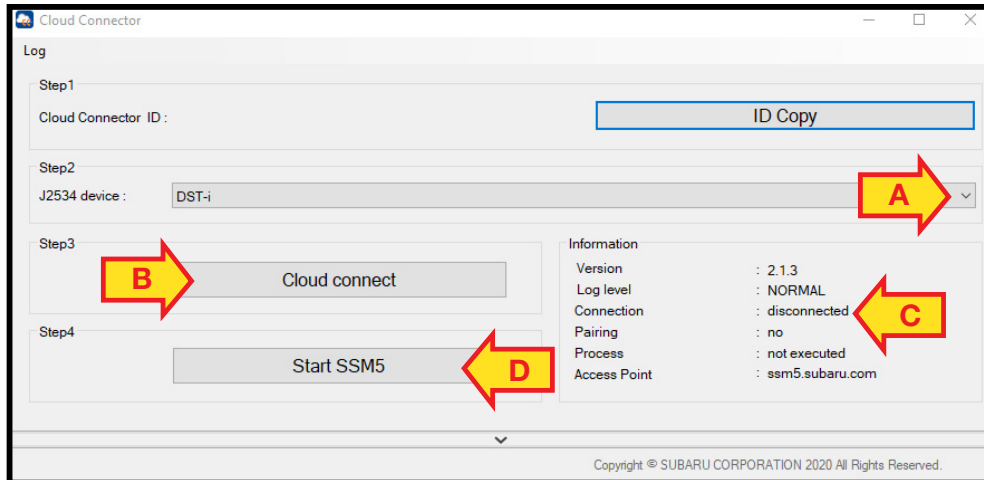 Cloud Connector
Log
Step1
Cloud Connector ID :
ID Copy
Step2
J2534 device :
DST-i
A
Step3
B
Cloud connect
Step4
Start SSM5
D
Information
Version : 2.1.3
Log level : NORMAL
Connection : disconnected
C
Pairing : no
Process : not executed
Access Point : ssm5.subaru.com
Copyright © SUBARU CORPORATION 2020 All Rights Reserved.